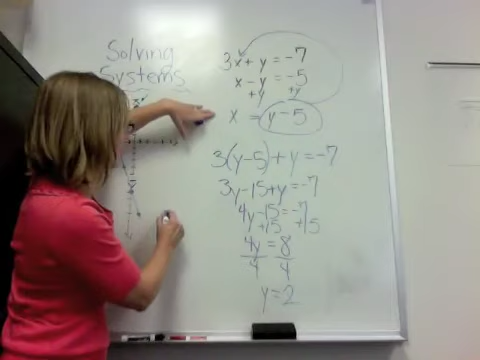 Solving
Systems
3x + y = -7
x - y = -5
+y +y
x = y - 5
3(y-5) + y = -7
3y - 15 + y = -7
4y - 15 = -7
+15 +15
4y = 8
4 4
y = 2